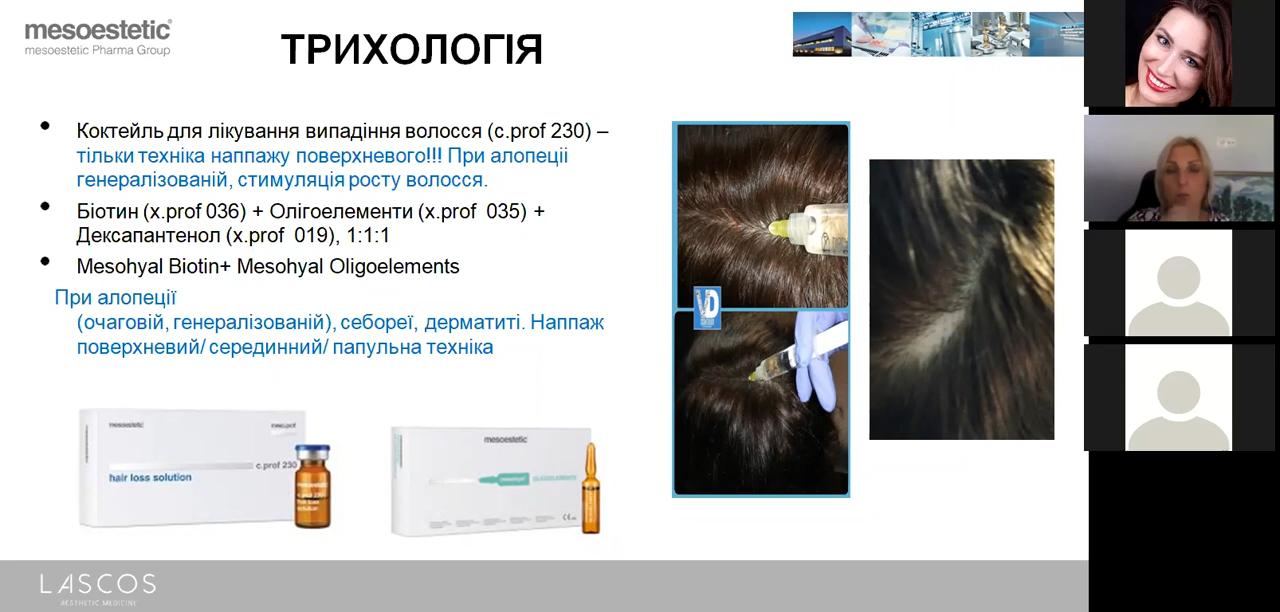 mesoestetic®
mesoestetic Pharma Group
ТРИХОЛОГІЯ
• Коктейль для лікування випадіння волосся (c.prof 230) –
тільки техніка наппажу поверхневого!!! При алопеціі
генералізованій, стимуляція росту волосся.
• Біотин (x.prof 036) + Олігоелементи (x.prof 035) +
Дексапантенол (x.prof 019), 1:1:1
• Mesohyal Biotin+ Mesohyal Oligoelements
При алопеції
(очаговій, генералізованій), себореї, дерматиті. Наппаж
поверхневий/ серединний/ папульна техніка
mesoestetic
c.prof 230
hair loss solution
mesoestetic
LASCOS
AESTHETIC MEDICINE